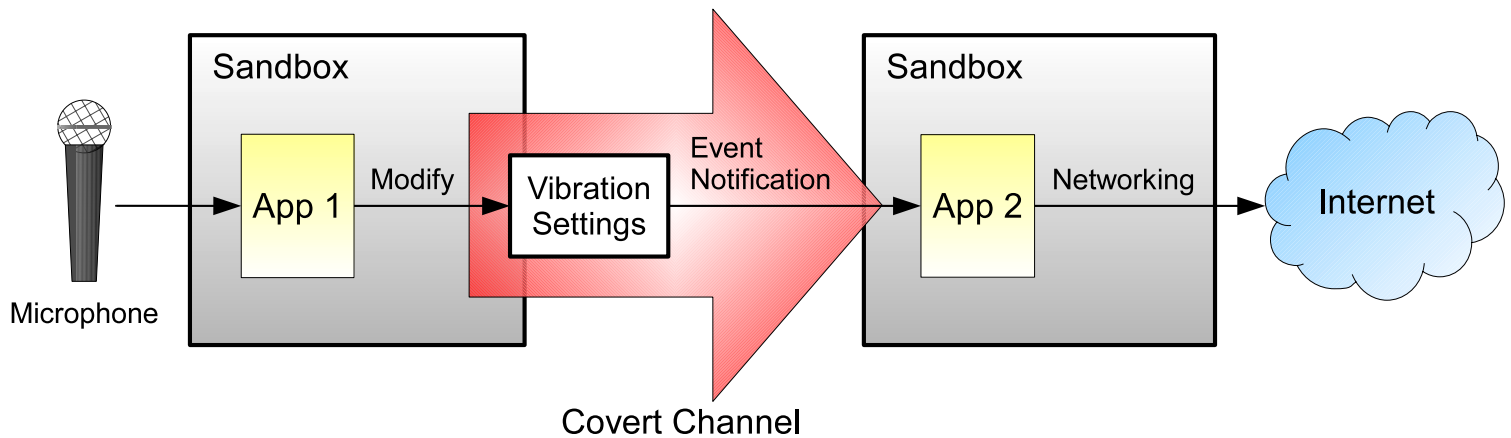 Sandbox
Sandbox
Microphone
App 1
Modify
Vibration
Settings
Event
Notification
App 2
Networking
Internet
Covert Channel